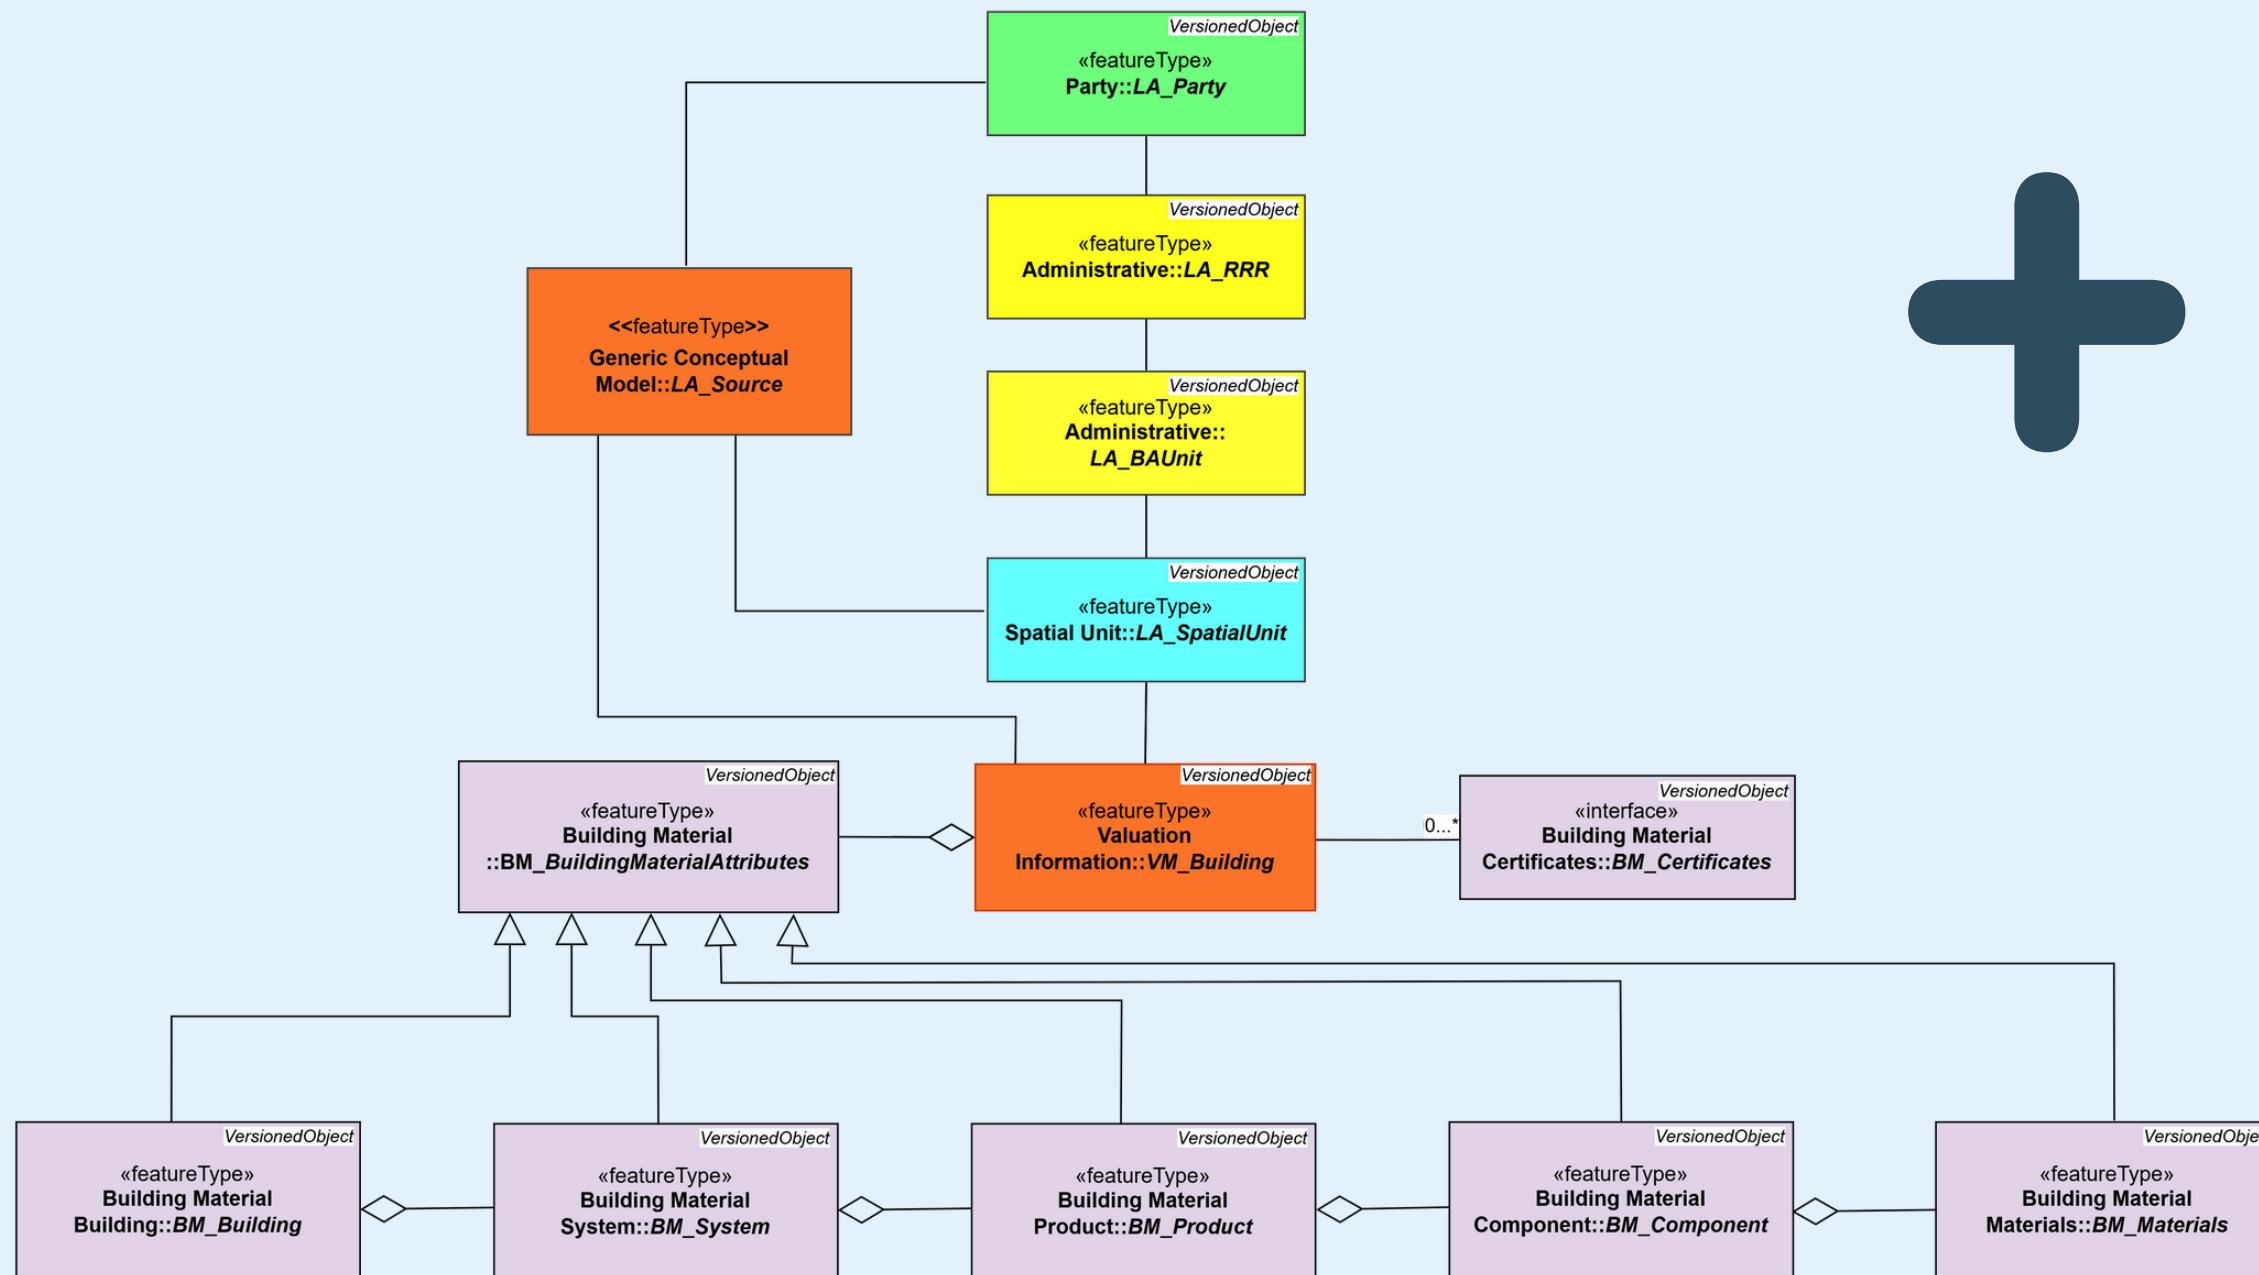 VersionedObject
«featureType»
Party::LA_Party
VersionedObject
«featureType»
Administrative::LA_RRR
<<featureType>>
Generic Conceptual
Model::LA_Source
VersionedObject
«featureType»
Administrative::
LA_BAUnit
VersionedObject
«featureType»
Spatial Unit::LA_SpatialUnit
VersionedObject
«featureType»
Building Material
::BM_BuildingMaterialAttributes
VersionedObject
«featureType»
Valuation
Information::VM_Building
0...*
VersionedObject
«interface»
Building Material
Certificates::BM_Certificates
VersionedObject
«featureType»
Building Material
Building::BM_Building
VersionedObject
«featureType»
Building Material
System::BM_System
VersionedObject
«featureType»
Building Material
Product::BM_Product
VersionedObject
«featureType»
Building Material
Component::BM_Component
VersionedObje
«featureType»
Building Material
Materials::BM_Materials